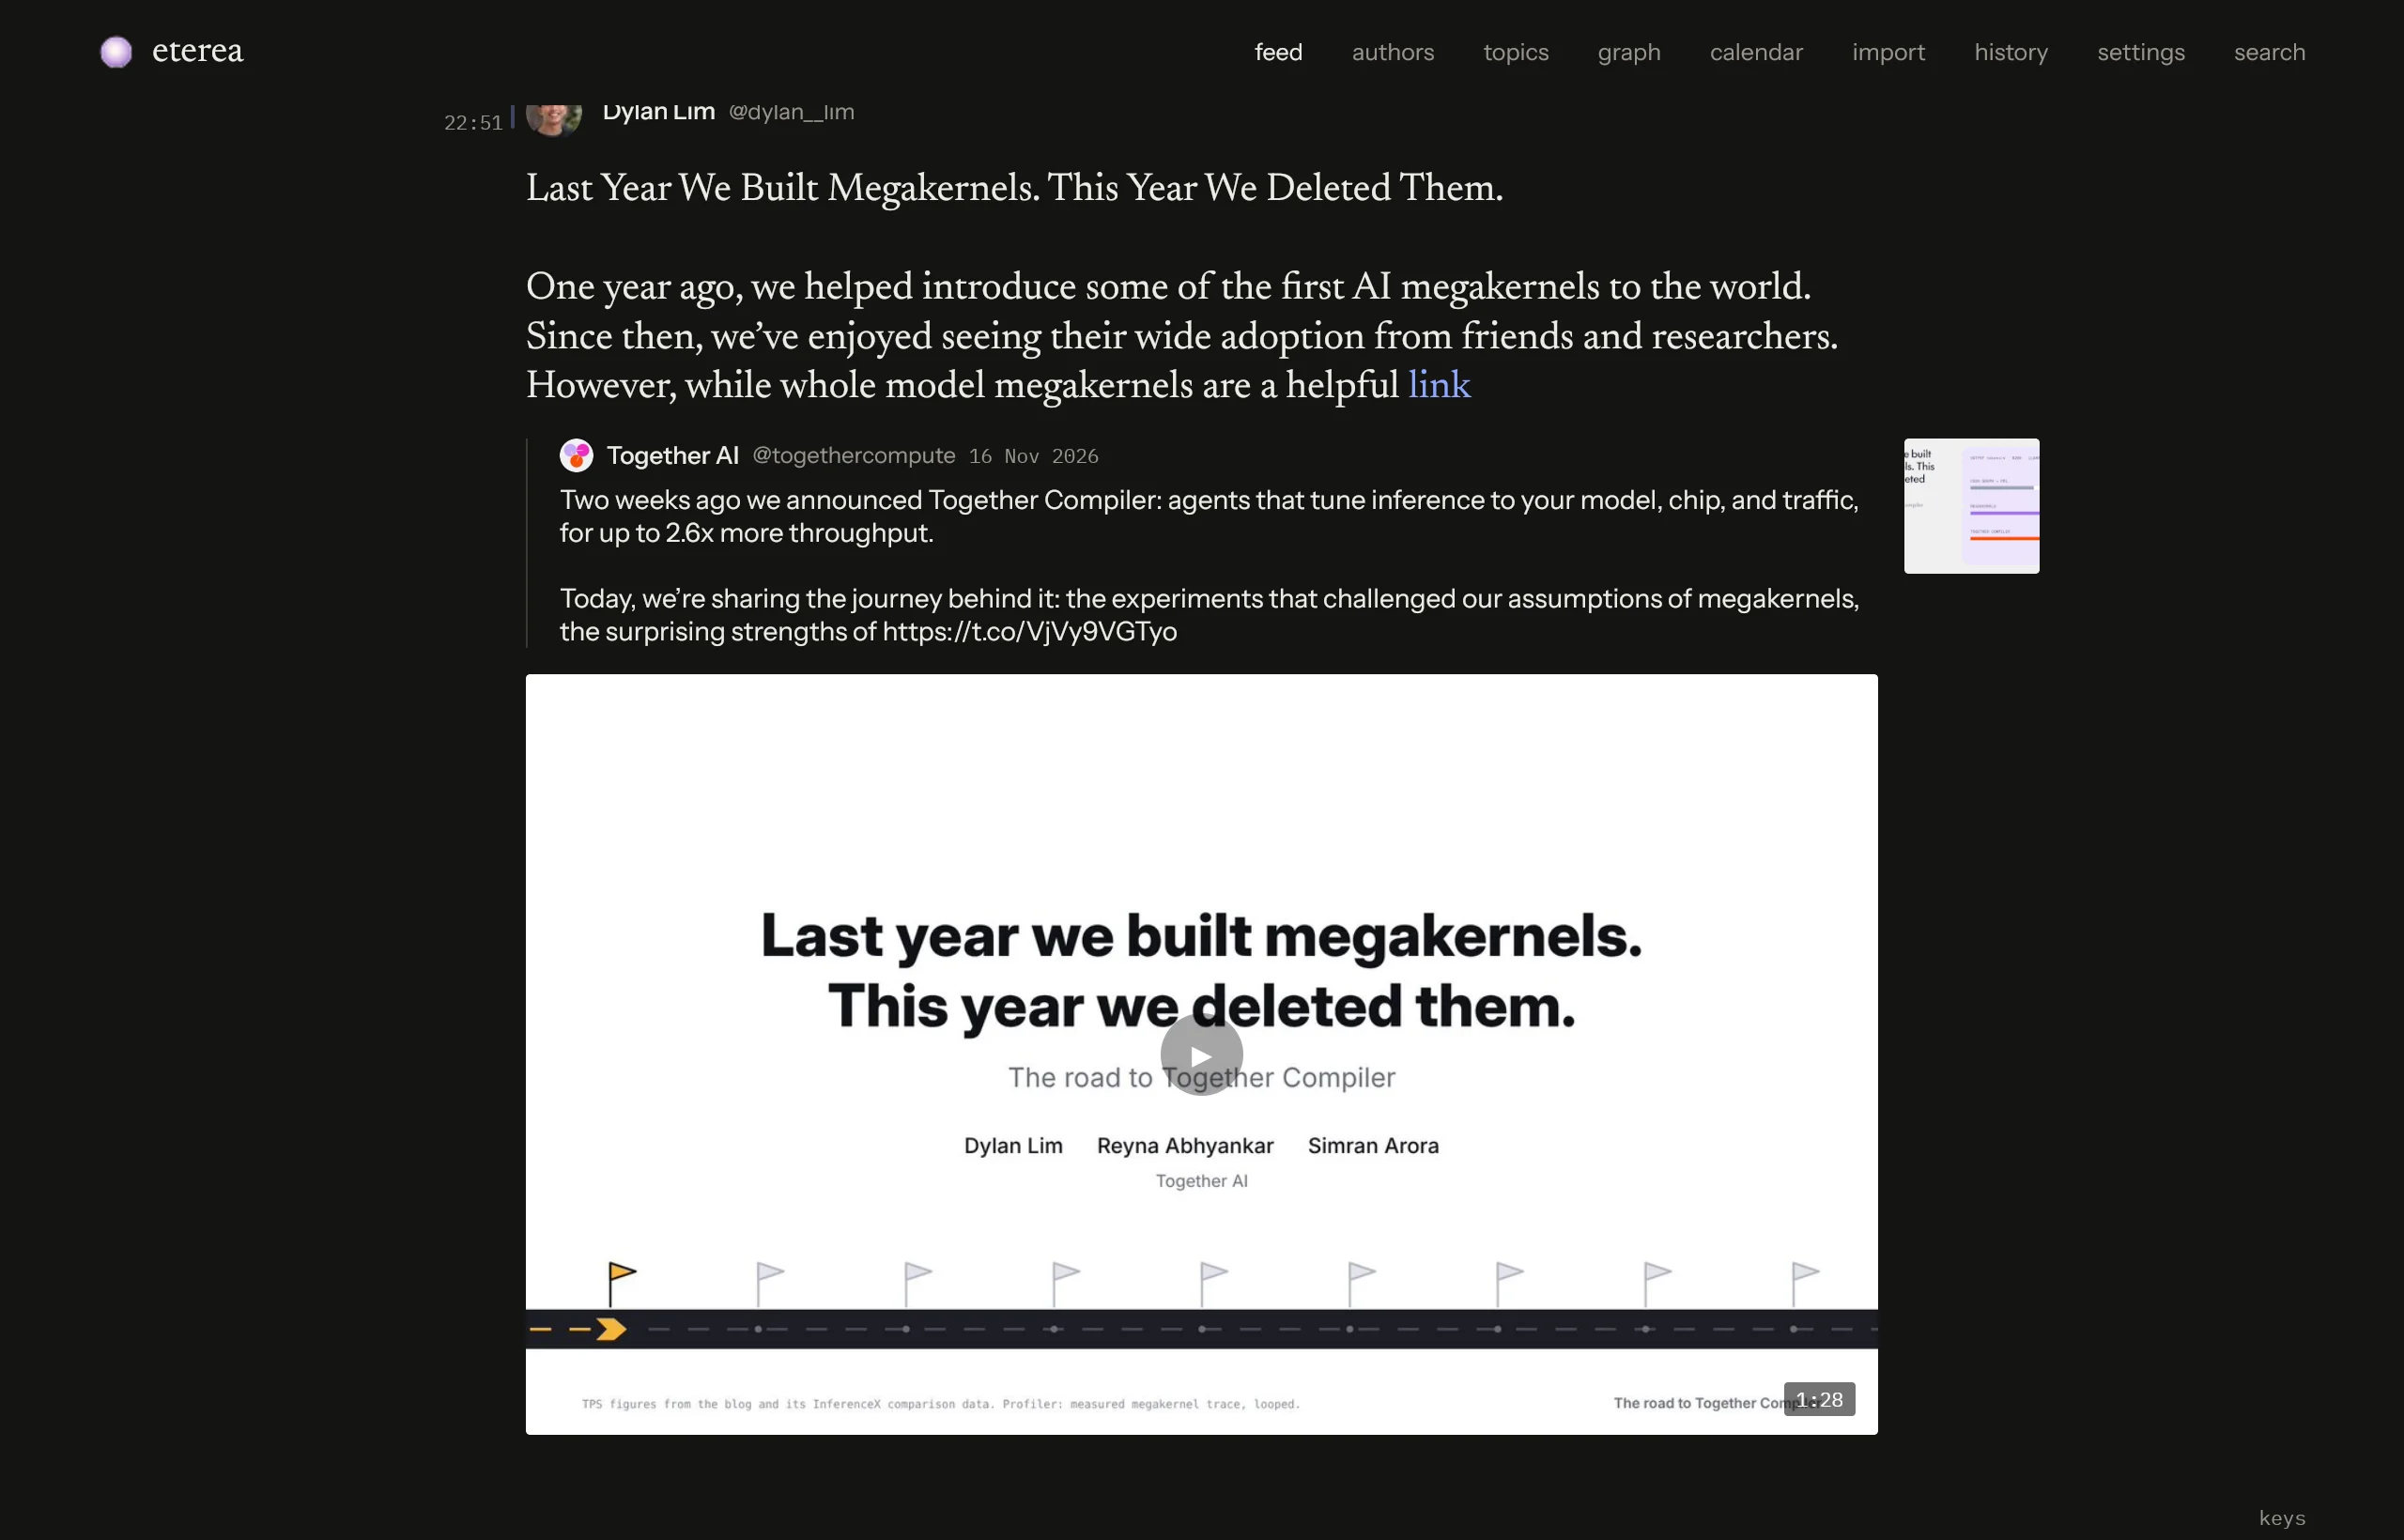 eterea
feed authors topics graph calendar import history settings search
22:51
Dylan Lim @dylan__lim
Last Year We Built Megakernels. This Year We Deleted Them.
One year ago, we helped introduce some of the first AI megakernels to the world.
Since then, we’ve enjoyed seeing their wide adoption from friends and researchers.
However, while whole model megakernels are a helpful link
Together AI @togethercompute 16 Nov 2026
Two weeks ago we announced Together Compiler: agents that tune inference to your model, chip, and traffic,
for up to 2.6x more throughput.
Today, we’re sharing the journey behind it: the experiments that challenged our assumptions of megakernels,
the surprising strengths of https://t.co/VjVy9VGTyo
e built
ls. This
eted
MEGAKERNELS
TOGETHER COMPILER
Last year we built megakernels.
This year we deleted them.
The road to Together Compiler
Dylan Lim Reyna Abhyankar Simran Arora
Together AI
TPS figures from the blog and its InferenceX comparison data. Profiler: measured megakernel trace, looped.
The road to Together
1:28
keys